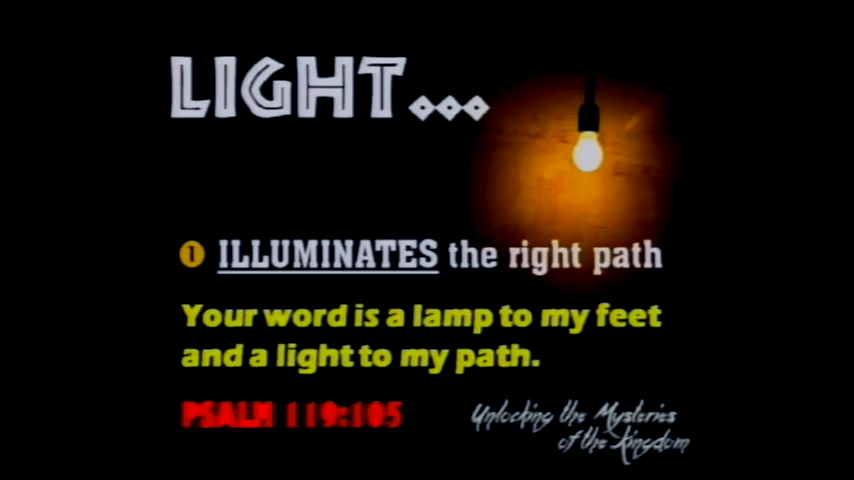 LIGHT...
1 ILLUMINATES the right path
Your word is a lamp to my feet
and a light to my path.
PSALM 119:105
Unlocking the Mysteries
of the kingdom